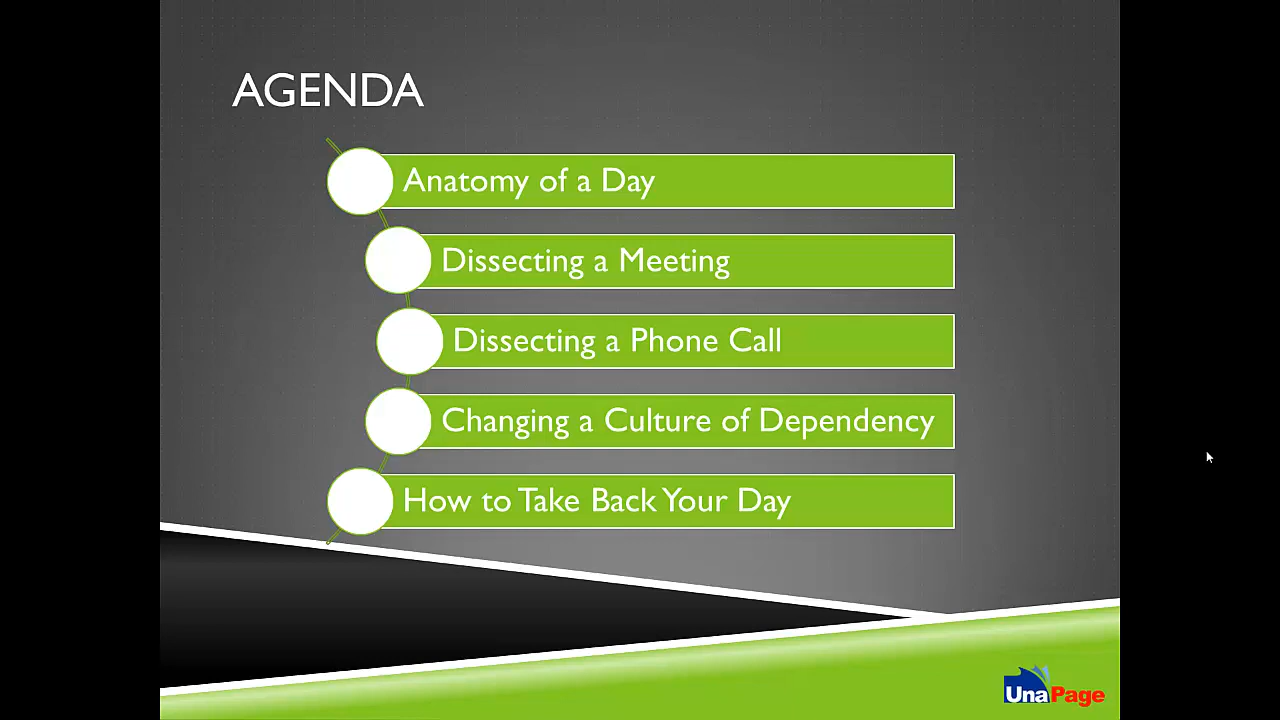 AGENDA
Anatomy of a Day
Dissecting a Meeting
Dissecting a Phone Call
Changing a Culture of Dependency
How to Take Back Your Day
UnaPage